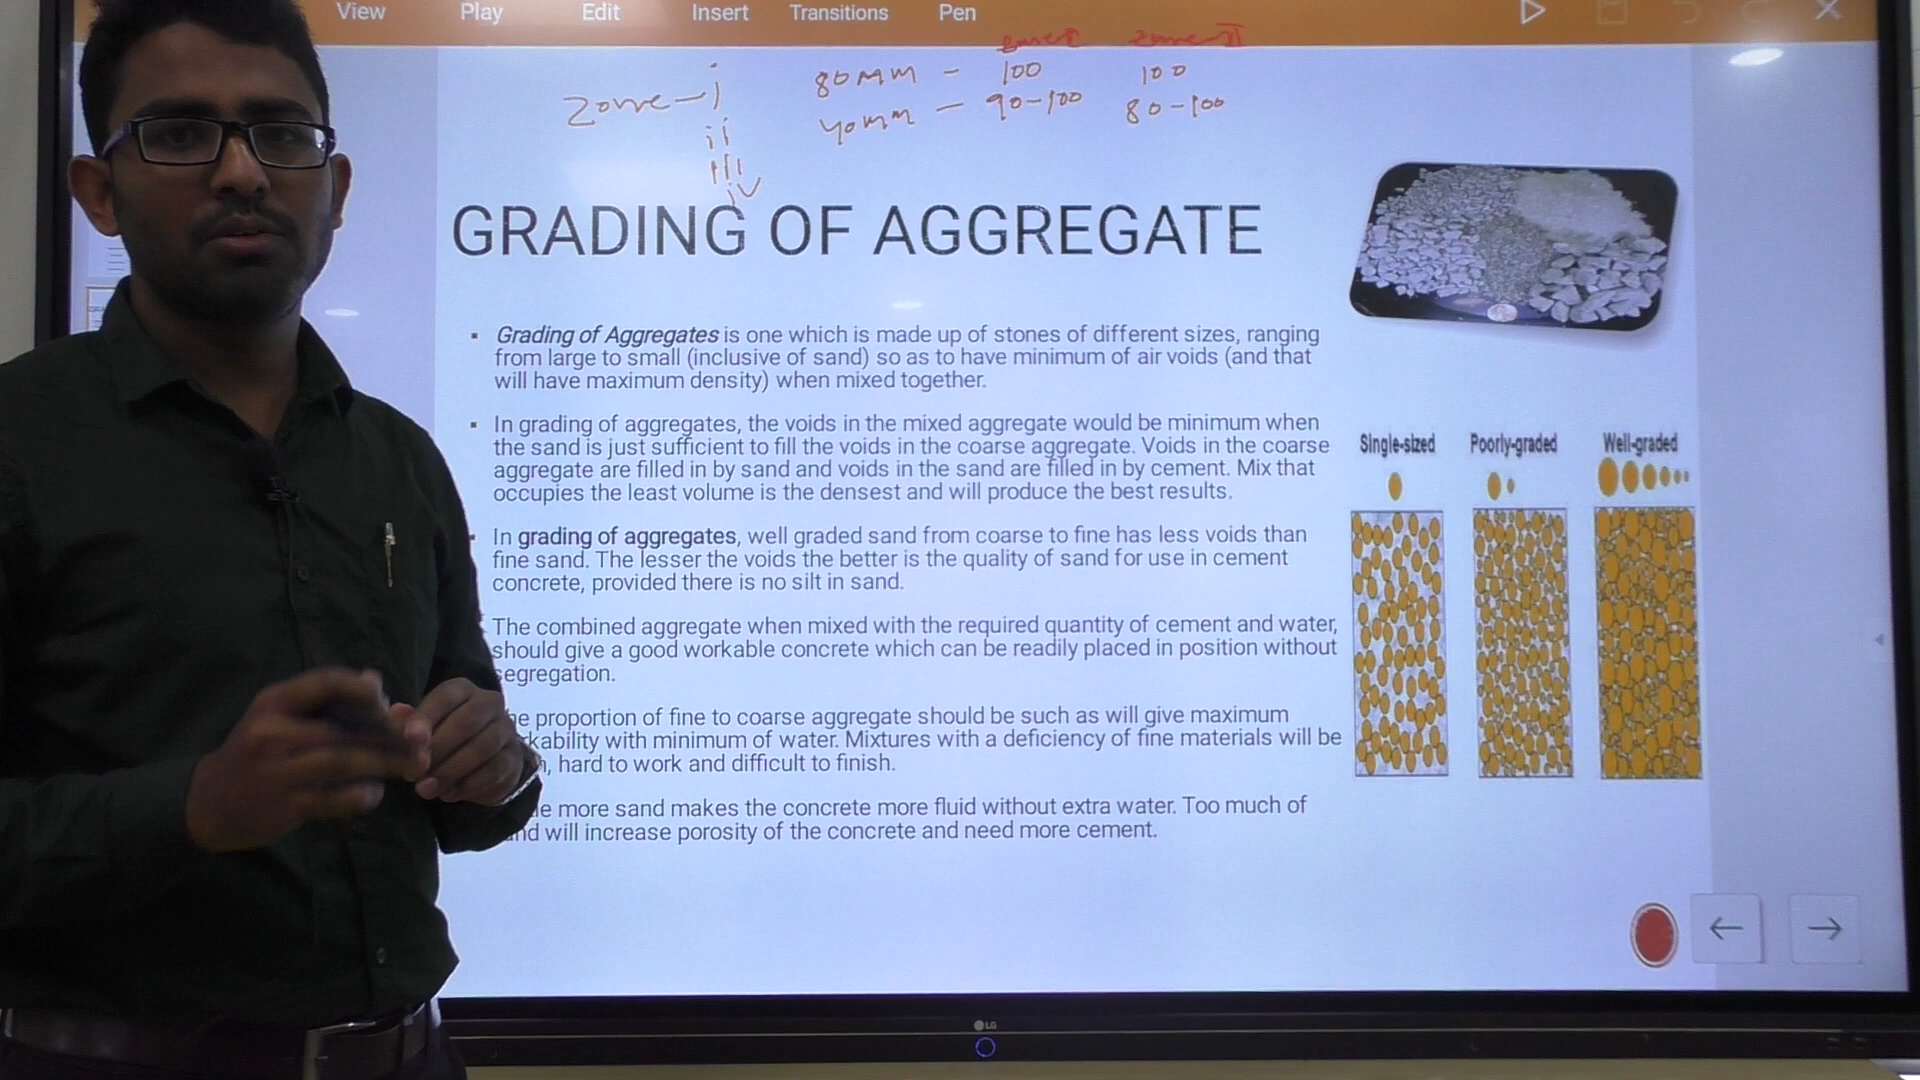 View Play Edit Insert Transitions Pen
Zone-I Zone-II
80mm - 100 100
Zone-i
40mm - 90-100 80-100
ii
iii
iv
GRADING OF AGGREGATE
▪ Grading of Aggregates is one which is made up of stones of different sizes, ranging
from large to small (inclusive of sand) so as to have minimum of air voids (and that
will have maximum density) when mixed together.
▪ In grading of aggregates, the voids in the mixed aggregate would be minimum when
the sand is just sufficient to fill the voids in the coarse aggregate. Voids in the coarse
aggregate are filled in by sand and voids in the sand are filled in by cement. Mix that
occupies the least volume is the densest and will produce the best results.
▪ In grading of aggregates, well graded sand from coarse to fine has less voids than
fine sand. The lesser the voids the better is the quality of sand for use in cement
concrete, provided there is no silt in sand.
The combined aggregate when mixed with the required quantity of cement and water,
should give a good workable concrete which can be readily placed in position without
segregation.
proportion of fine to coarse aggregate should be such as will give maximum
with minimum of water. Mixtures with a deficiency of fine materials will be
hard to work and difficult to finish.
more sand makes the concrete more fluid without extra water. Too much of
will increase porosity of the concrete and need more cement.
Single-sized Poorly-graded Well-graded
LG